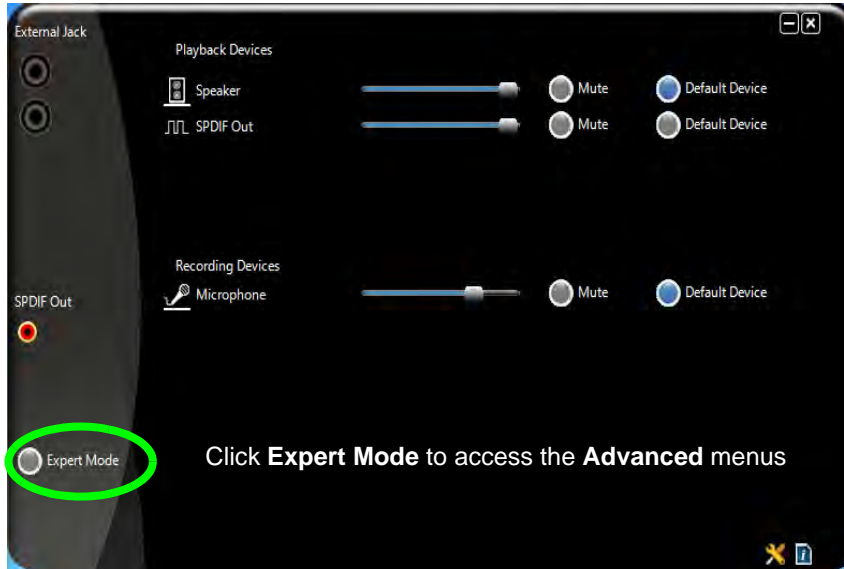 External Jack
Playback Devices
Speaker Mute Default Device
SPDIF Out Mute Default Device
Recording Devices
Microphone Mute Default Device
SPDIF Out
Expert Mode
Click Expert Mode to access the Advanced menus